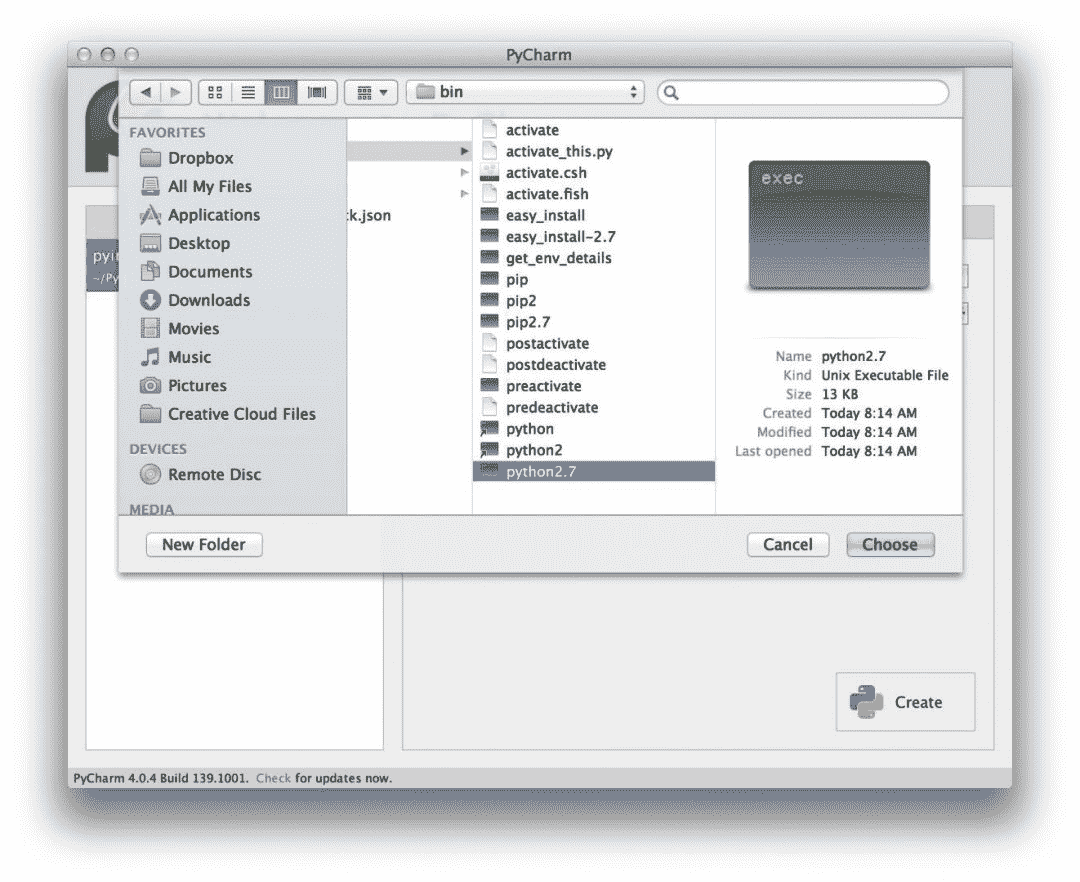 PyCharm
bin
FAVORITES
Dropbox
All My Files
Applications
Desktop
Documents
Downloads
Movies
Music
Pictures
Creative Cloud Files
DEVICES
Remote Disc
MEDIA
k.json
activate
activate_this.py
activate.csh
activate.fish
easy_install
easy_install-2.7
get_env_details
pip
pip2
pip2.7
postactivate
postdeactivate
preactivate
predeactivate
python
python2
python2.7
exec
Name python2.7
Kind Unix Executable File
Size 13 KB
Created Today 8:14 AM
Modified Today 8:14 AM
Last opened Today 8:14 AM
New Folder
Cancel
Choose
Create
PyCharm 4.0.4 Build 139.1001. Check for updates now.